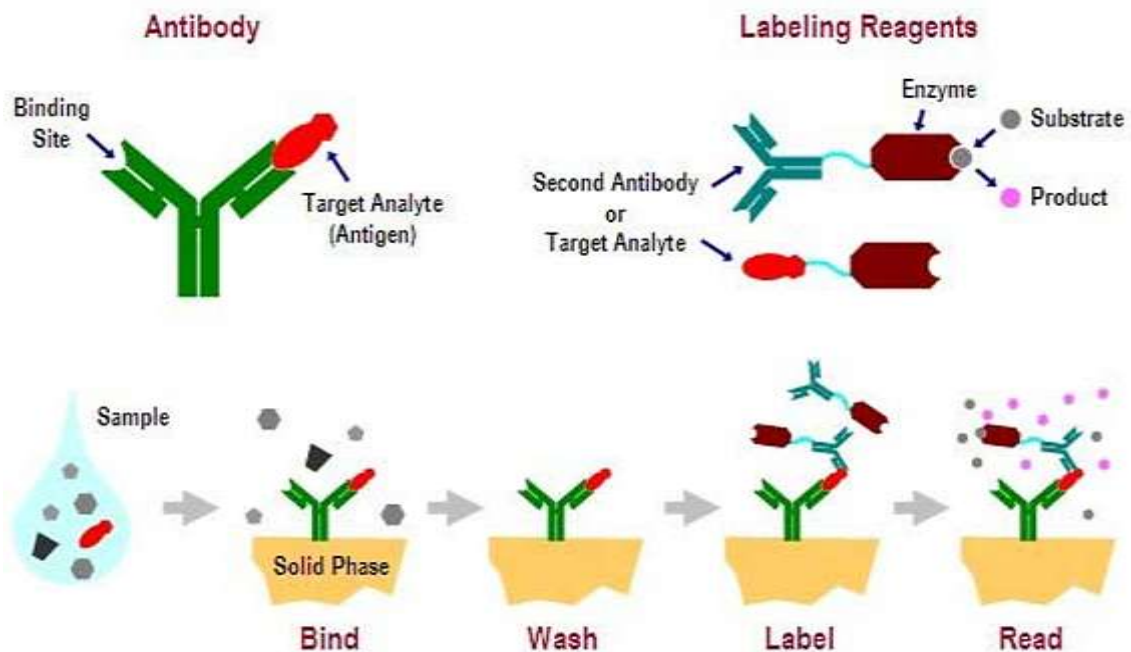 Antibody
Binding
Site
Target Analyte
(Antigen)
Labeling Reagents
Enzyme
Substrate
Second Antibody
or
Target Analyte
Product
Sample
Solid Phase
Bind
Wash
Label
Read